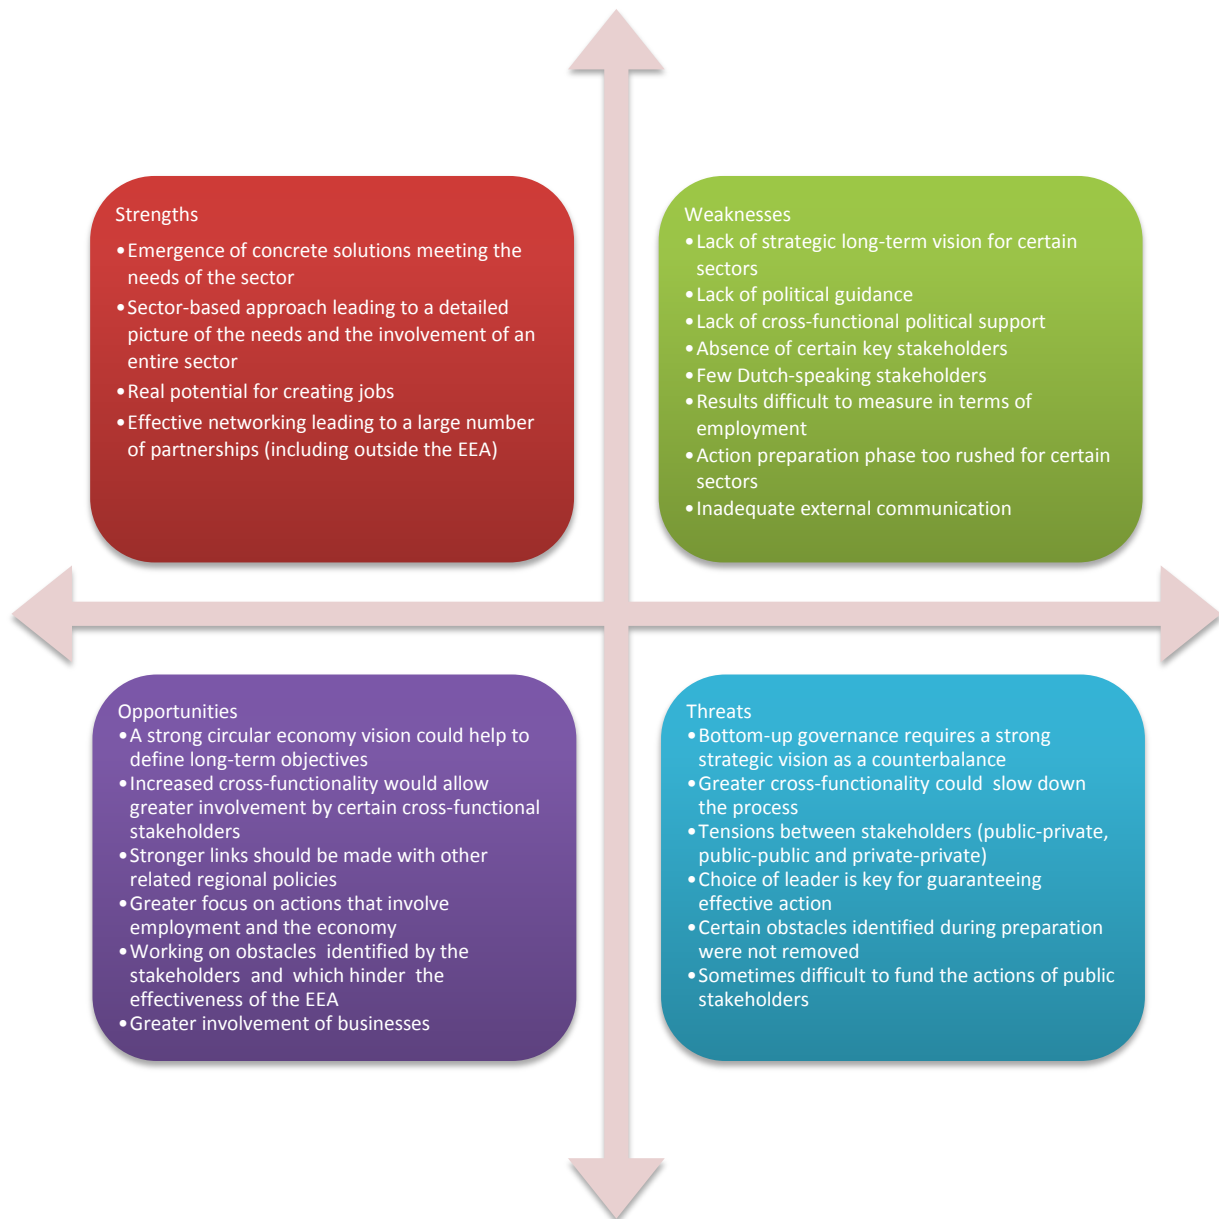 Strengths
•Emergence of concrete solutions meeting the
needs of the sector
•Sector-based approach leading to a detailed
picture of the needs and the involvement of an
entire sector
•Real potential for creating jobs
•Effective networking leading to a large number
of partnerships (including outside the EEA)
Weaknesses
•Lack of strategic long-term vision for certain
sectors
•Lack of political guidance
•Lack of cross-functional political support
•Absence of certain key stakeholders
•Few Dutch-speaking stakeholders
•Results difficult to measure in terms of
employment
•Action preparation phase too rushed for certain
sectors
•Inadequate external communication
Opportunities
•A strong circular economy vision could help to
define long-term objectives
•Increased cross-functionality would allow
greater involvement by certain cross-functional
stakeholders
•Stronger links should be made with other
related regional policies
•Greater focus on actions that involve
employment and the economy
•Working on obstacles identified by the
stakeholders and which hinder the
effectiveness of the EEA
•Greater involvement of businesses
Threats
•Bottom-up governance requires a strong
strategic vision as a counterbalance
•Greater cross-functionality could slow down
the process
•Tensions between stakeholders (public-private,
public-public and private-private)
•Choice of leader is key for guaranteeing
effective action
•Certain obstacles identified during preparation
were not removed
•Sometimes difficult to fund the actions of public
stakeholders